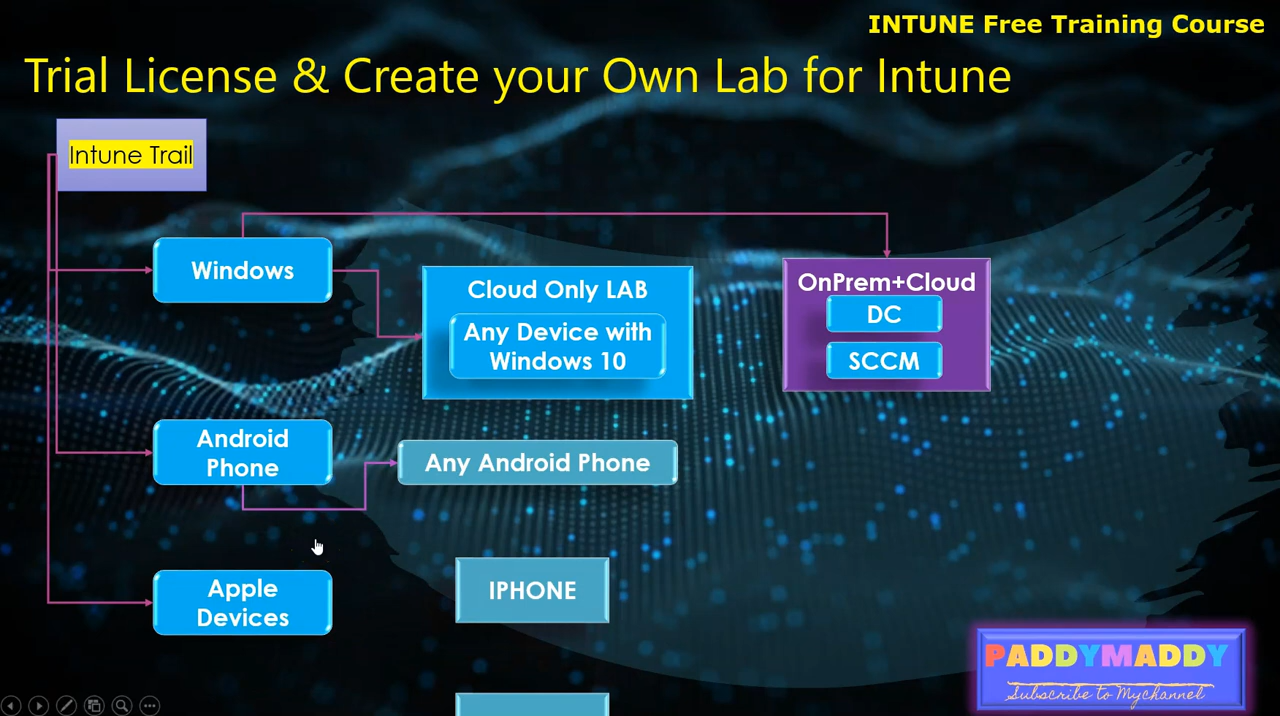 INTUNE Free Training Course
Trial License & Create your Own Lab for Intune
Intune Trail
Windows
Cloud Only LAB
Any Device with
Windows 10
OnPrem+Cloud
DC
SCCM
Android
Phone
Any Android Phone
Apple
Devices
IPHONE
PADDYMADDY
Subscribe to Mychannel